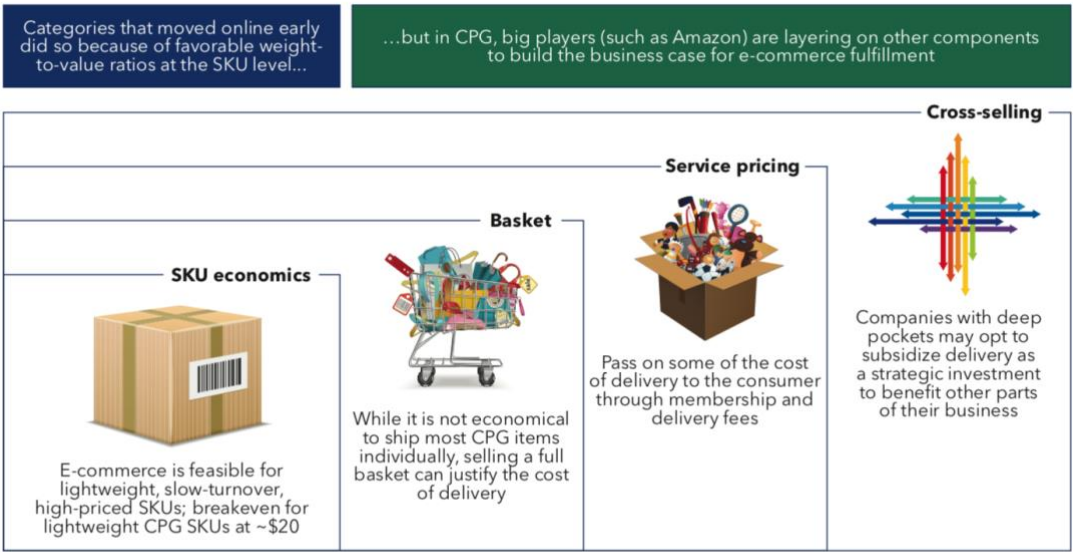 Categories that moved online early
did so because of favorable weight-
to-value ratios at the SKU level...
...but in CPG, big players (such as Amazon) are layering on other components
to build the business case for e-commerce fulfillment
SKU economics
E-commerce is feasible for
lightweight, slow-turnover,
high-priced SKUs; breakeven for
lightweight CPG SKUs at ~$20
Basket
While it is not economical
to ship most CPG items
individually, selling a full
basket can justify the cost
of delivery
Service pricing
Pass on some of the cost
of delivery to the consumer
through membership and
delivery fees
Cross-selling
Companies with deep
pockets may opt to
subsidize delivery as
a strategic investment
to benefit other parts
of their business